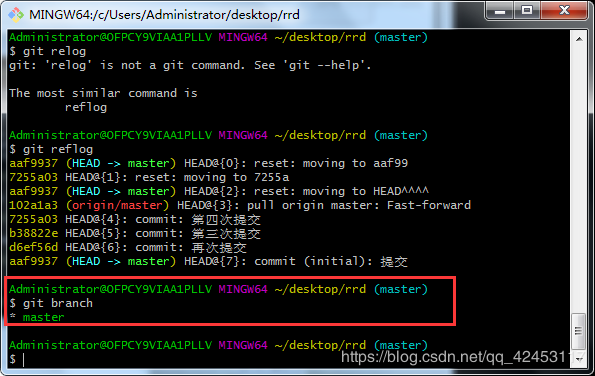 MINGW64:/c/Users/Administrator/desktop/rrd
Administrator@OFPCY9VIAA1PLLV MINGW64 ~/desktop/rrd (master)
$ git relog
git: 'relog' is not a git command. See 'git --help'.
The most similar command is
reflog
Administrator@OFPCY9VIAA1PLLV MINGW64 ~/desktop/rrd (master)
$ git reflog
aaf9937 (HEAD -> master) HEAD@{0}: reset: moving to aaf99
7255a03 HEAD@{1}: reset: moving to 7255a
aaf9937 (HEAD -> master) HEAD@{2}: reset: moving to HEAD^^^^
102a1a3 (origin/master) HEAD@{3}: pull origin master: Fast-forward
7255a03 HEAD@{4}: commit: 第四次提交
b38822e HEAD@{5}: commit: 第三次提交
d6ef56d HEAD@{6}: commit: 再次提交
aaf9937 (HEAD -> master) HEAD@{7}: commit (initial): 提交
Administrator@OFPCY9VIAA1PLLV MINGW64 ~/desktop/rrd (master)
$ git branch
* master
Administrator@OFPCY9VIAA1PLLV MINGW64 ~/desktop/rrd (master)
$